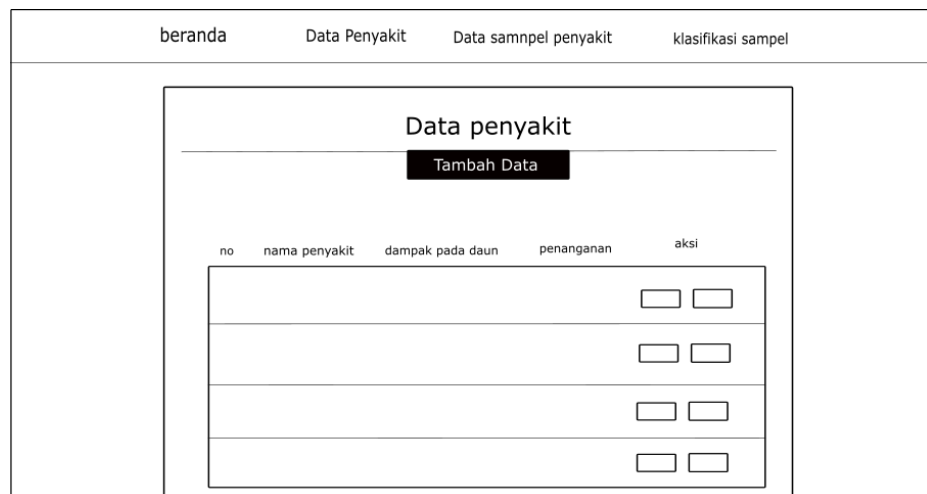 beranda Data Penyakit Data samnpel penyakit klasifikasi sampel
Data penyakit
Tambah Data
no nama penyakit dampak pada daun penanganan aksi